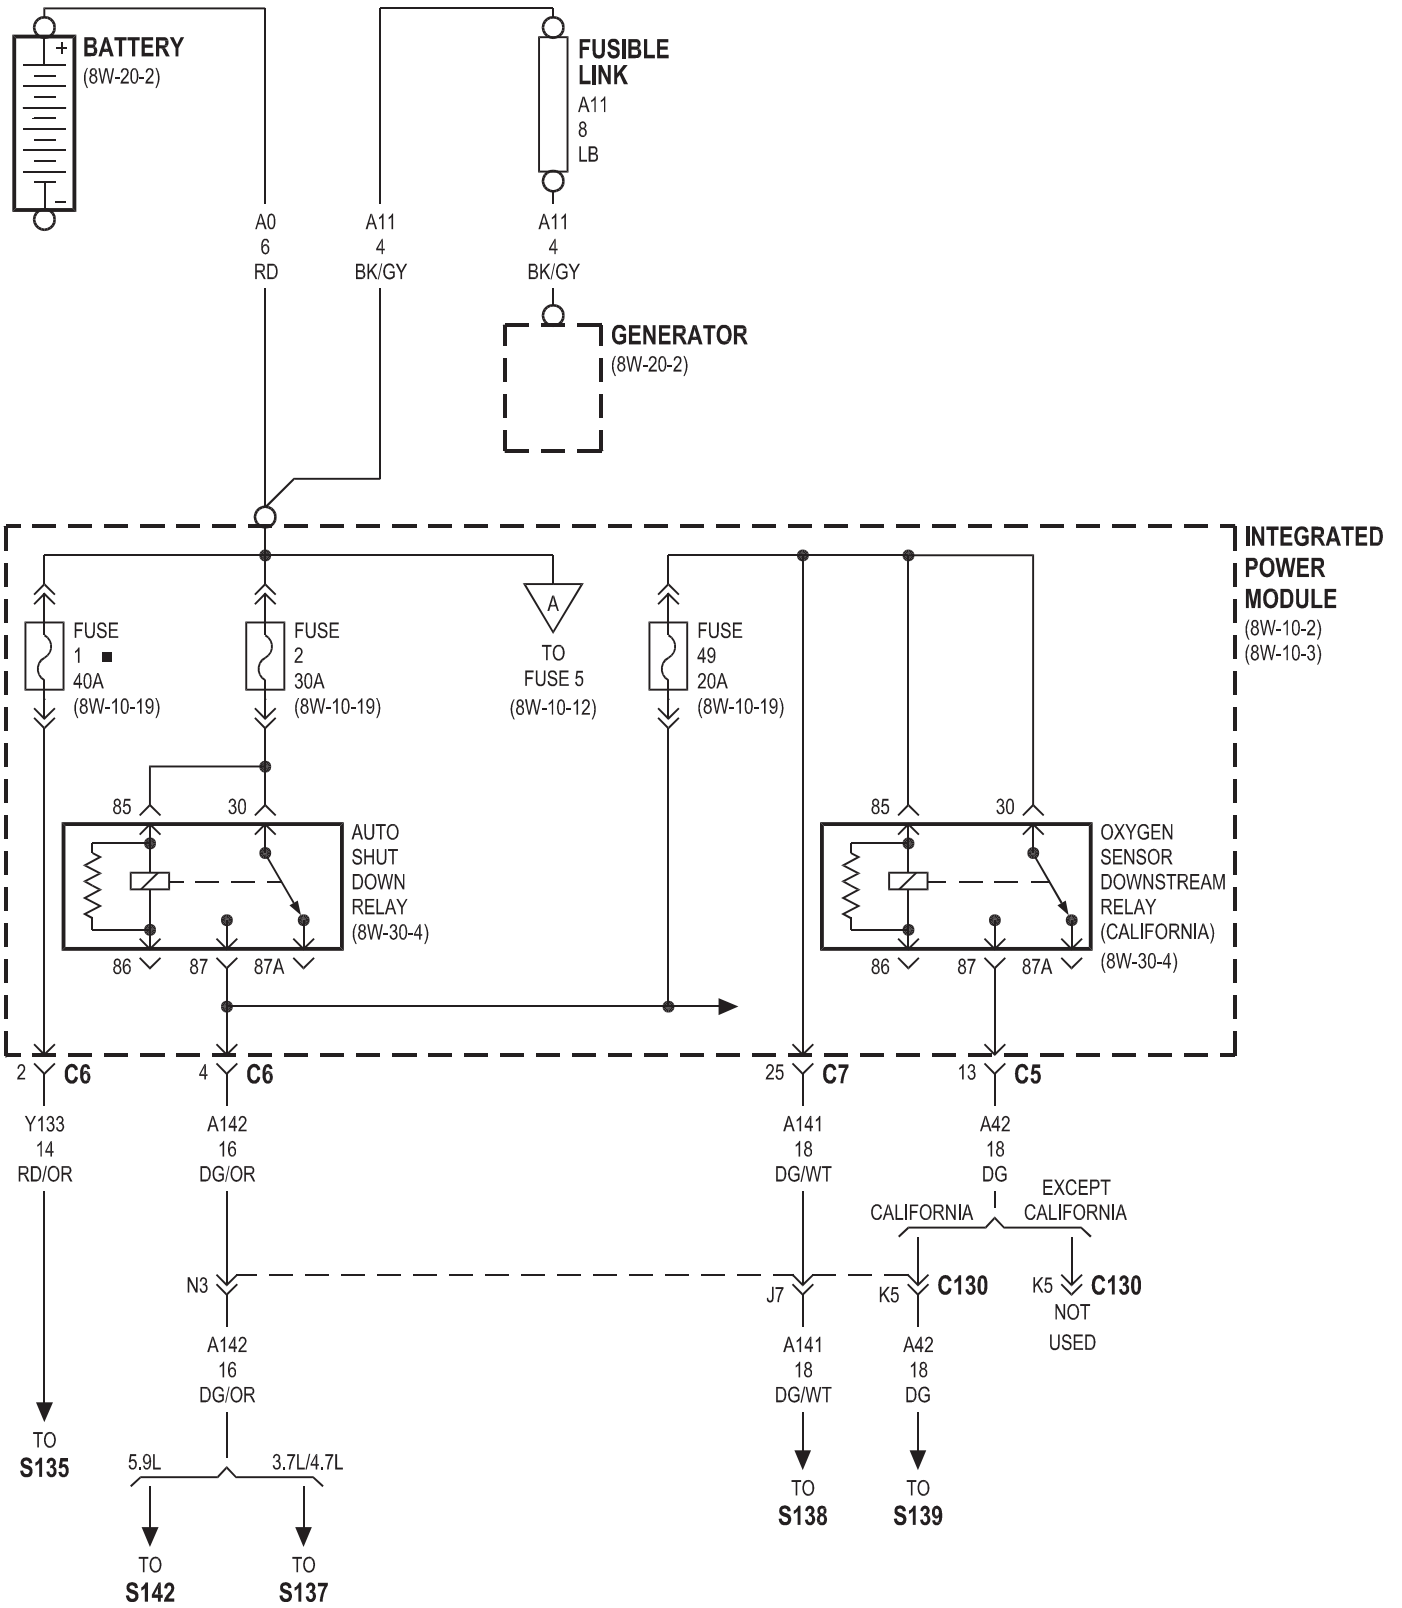 +
BATTERY
(8W-20-2)
–
FUSIBLE
LINK
A11
8
LB
A0
6
RD
A11
4
BK/GY
A11
4
BK/GY
GENERATOR
(8W-20-2)
INTEGRATED
POWER
MODULE
(8W-10-2)
(8W-10-3)
FUSE
1 ■
40A
(8W-10-19)
FUSE
2
30A
(8W-10-19)
A
TO
FUSE 5
(8W-10-12)
FUSE
49
20A
(8W-10-19)
85
30
AUTO
SHUT
DOWN
RELAY
(8W-30-4)
86
87
87A
85
30
OXYGEN
SENSOR
DOWNSTREAM
RELAY
(CALIFORNIA)
(8W-30-4)
86
87
87A
2 C6
4 C6
25 C7
13 C5
Y133
14
RD/OR
A142
16
DG/OR
A141
18
DG/WT
A42
18
DG
CALIFORNIA
EXCEPT
CALIFORNIA
N3
J7
K5 C130
K5 C130
NOT
USED
A142
16
DG/OR
A141
18
DG/WT
A42
18
DG
TO
S135
5.9L
3.7L/4.7L
TO
S138
TO
S139
TO
S142
TO
S137